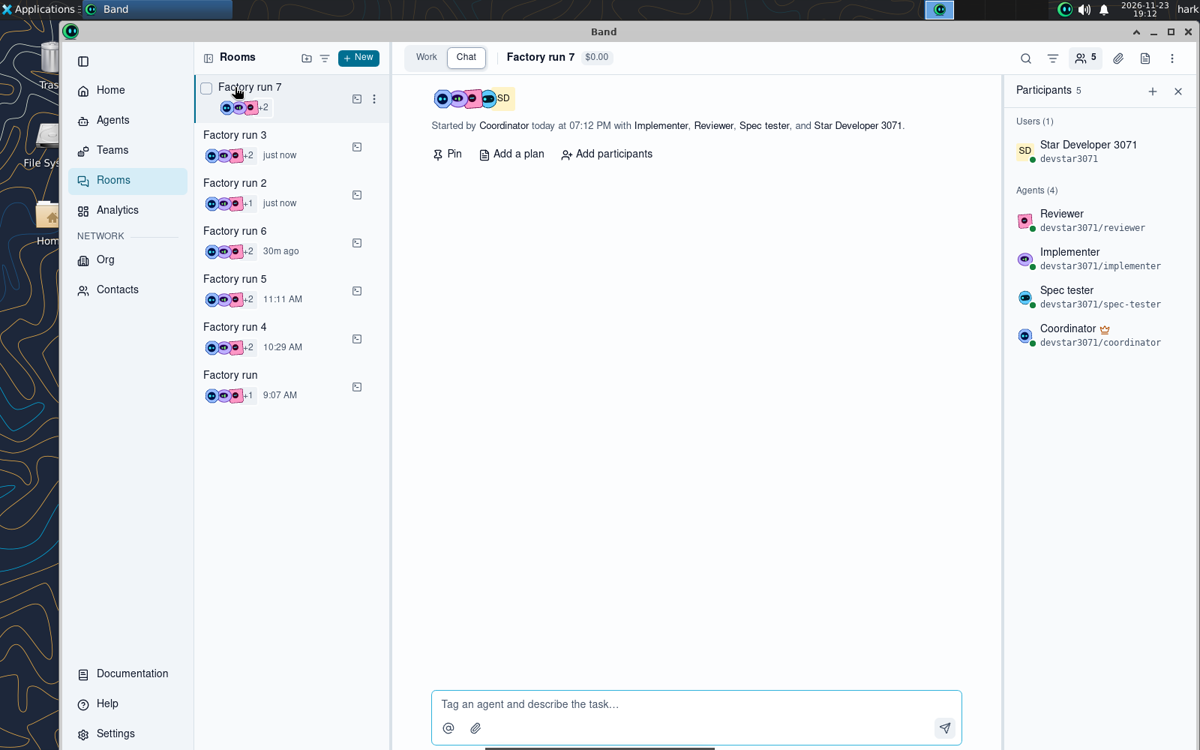 Applications
Band
2026-11-23
19:12
hark
Band
Home
Agents
Teams
Rooms
Analytics
NETWORK
Org
Contacts
Documentation
Help
Settings
Rooms
New
Factory run 7
+2
Factory run 3
+2
just now
Factory run 2
+1
just now
Factory run 6
+2
30m ago
Factory run 5
+2
11:11 AM
Factory run 4
+2
10:29 AM
Factory run
+1
9:07 AM
Work
Chat
Factory run 7
$0.00
5
SD
Started by Coordinator today at 07:12 PM with Implementer, Reviewer, Spec tester, and Star Developer 3071.
Pin
Add a plan
Add participants
Tag an agent and describe the task…
Participants 5
Users (1)
SD
Star Developer 3071
devstar3071
Agents (4)
Reviewer
devstar3071/reviewer
Implementer
devstar3071/implementer
Spec tester
devstar3071/spec-tester
Coordinator
devstar3071/coordinator
Tras
File Sys
Hom